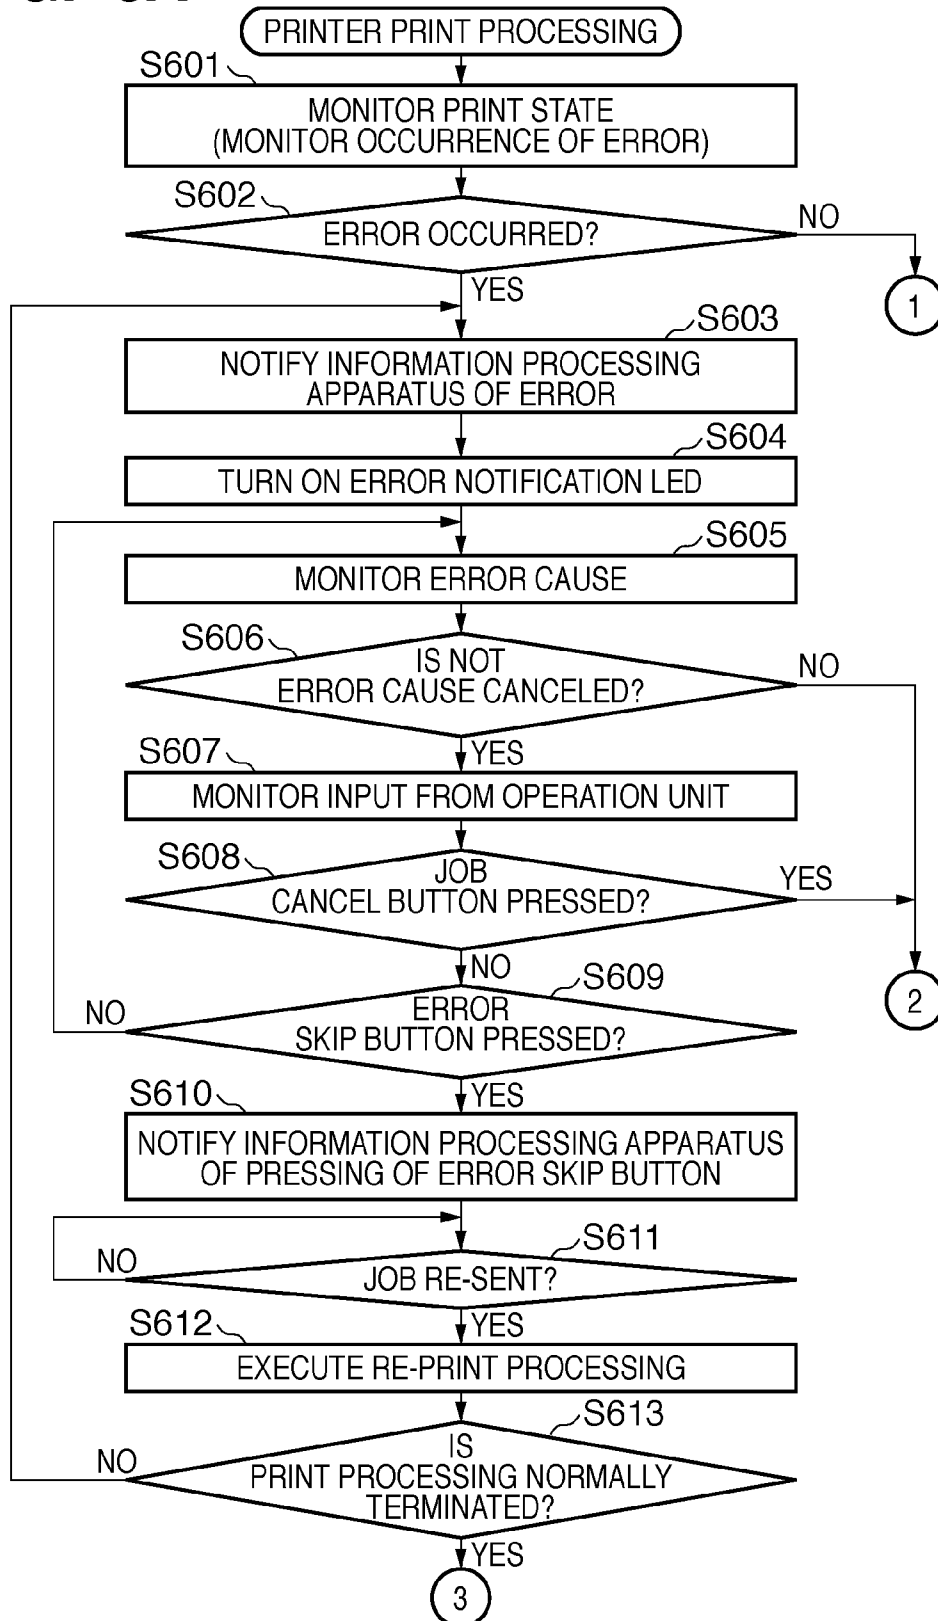 PRINTER PRINT PROCESSING
S601
MONITOR PRINT STATE
(MONITOR OCCURRENCE OF ERROR)
S602
ERROR OCCURRED?
NO
YES
1
S603
NOTIFY INFORMATION PROCESSING
APPARATUS OF ERROR
S604
TURN ON ERROR NOTIFICATION LED
S605
MONITOR ERROR CAUSE
S606
IS NOT
ERROR CAUSE CANCELED?
NO
YES
S607
MONITOR INPUT FROM OPERATION UNIT
S608
JOB
CANCEL BUTTON PRESSED?
YES
NO
2
S609
ERROR
SKIP BUTTON PRESSED?
NO
YES
S610
NOTIFY INFORMATION PROCESSING APPARATUS
OF PRESSING OF ERROR SKIP BUTTON
S611
NO
JOB RE-SENT?
YES
S612
EXECUTE RE-PRINT PROCESSING
S613
NO
IS
PRINT PROCESSING NORMALLY
TERMINATED?
YES
3